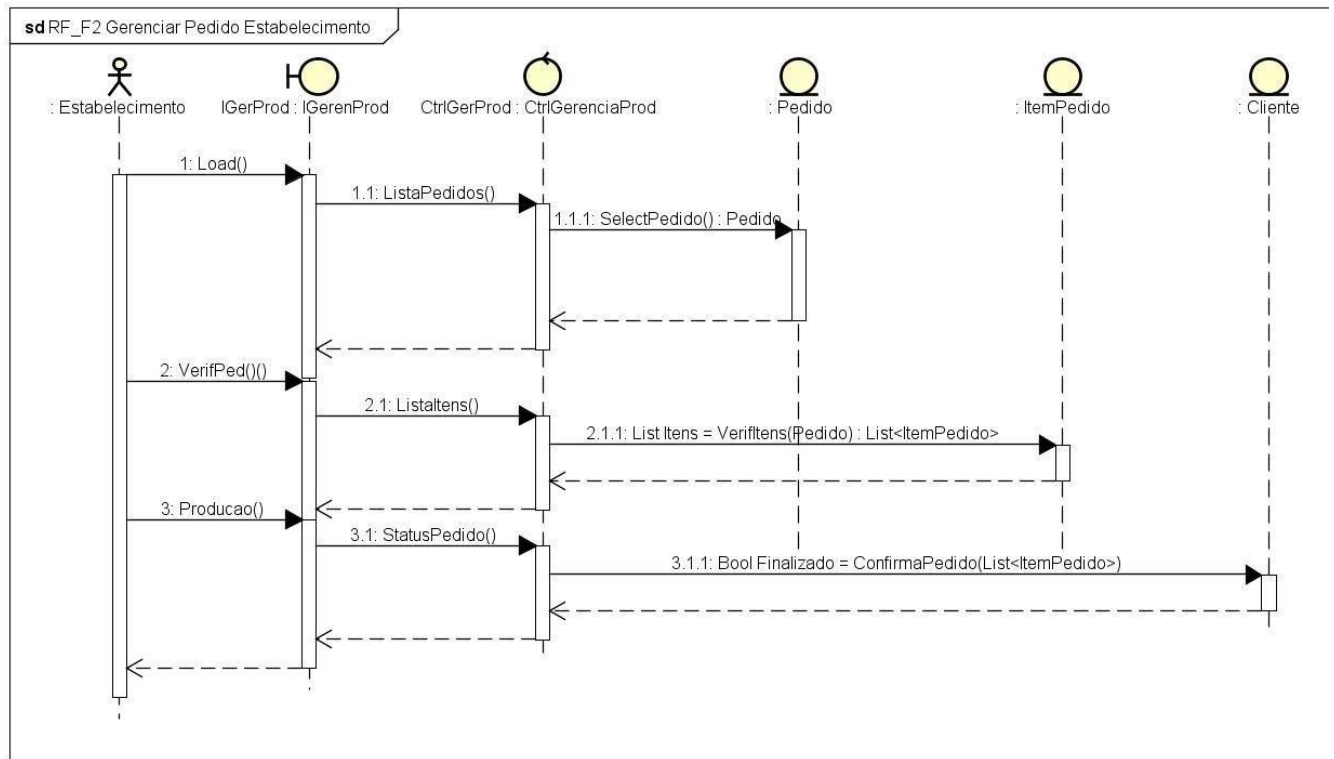 sd RF_F2 Gerenciar Pedido Estabelecimento
: Estabelecimento
IGerProd : IGerenProd
CtrlGerProd : CtrlGerenciaProd
: Pedido
: ItemPedido
: Cliente
1: Load()
1.1: ListaPedidos()
1.1.1: SelectPedido() : Pedido
2: VerifPed()()
2.1: ListaItens()
2.1.1: List Itens = VerifItens(Pedido) : List<ItemPedido>
3: Producao()
3.1: StatusPedido()
3.1.1: Bool Finalizado = ConfirmaPedido(List<ItemPedido>)